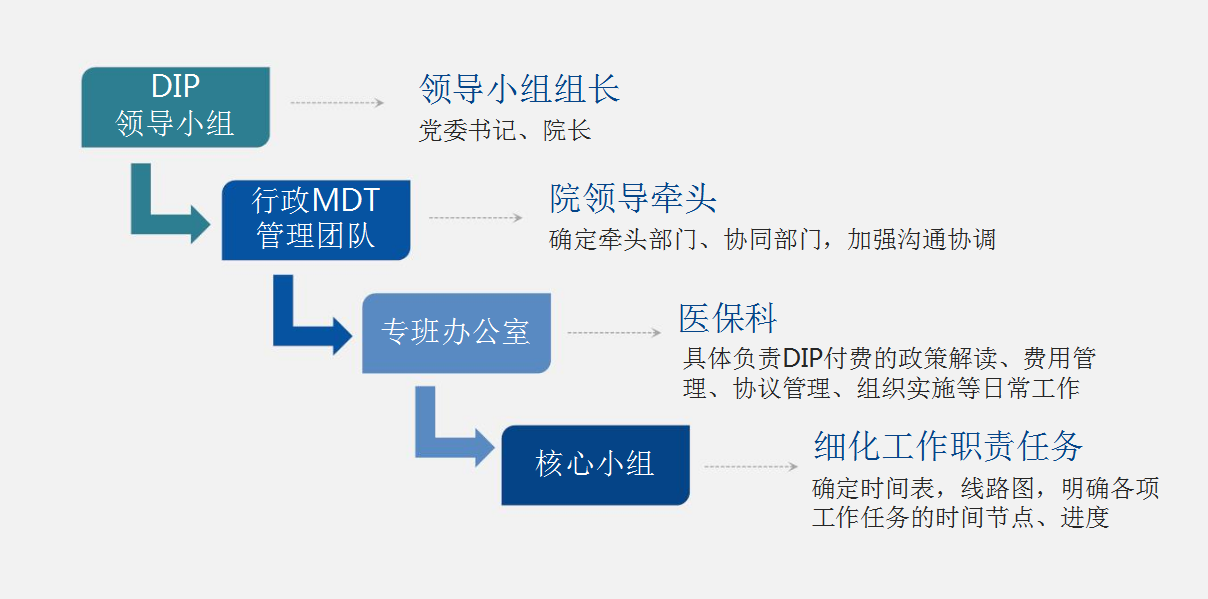 DIP
领导小组
领导小组组长
党委书记、院长
行政MDT
管理团队
院领导牵头
确定牵头部门、协同部门，加强沟通协调
专班办公室
医保科
具体负责DIP付费的政策解读、费用管
理、协议管理、组织实施等日常工作
核心小组
细化工作职责任务
确定时间表，线路图，明确各项
工作任务的时间节点、进度